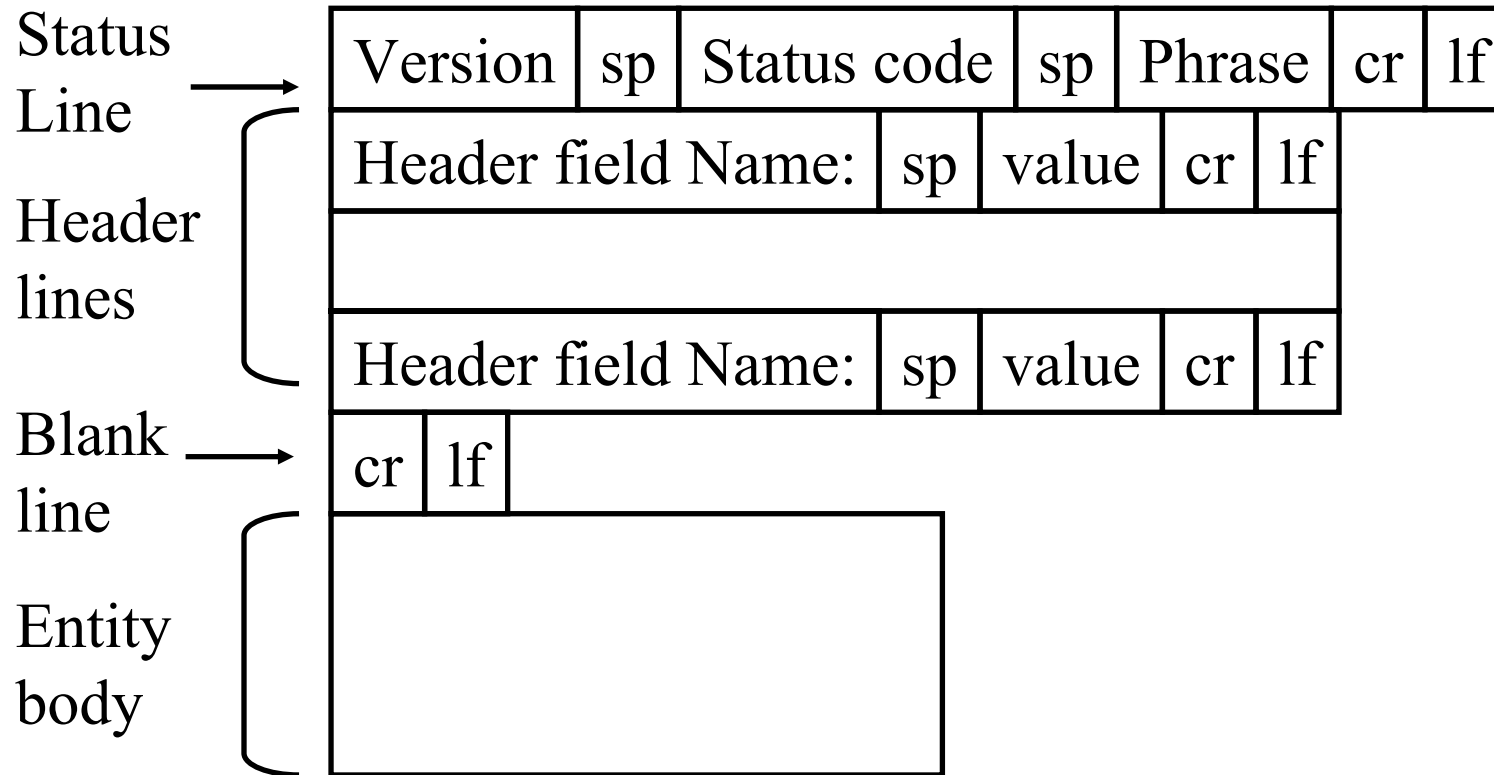 Status
Line
Version sp Status code sp Phrase cr lf
Header field Name: sp value cr lf
Header
lines
Header field Name: sp value cr lf
Blank
line
cr lf
Entity
body